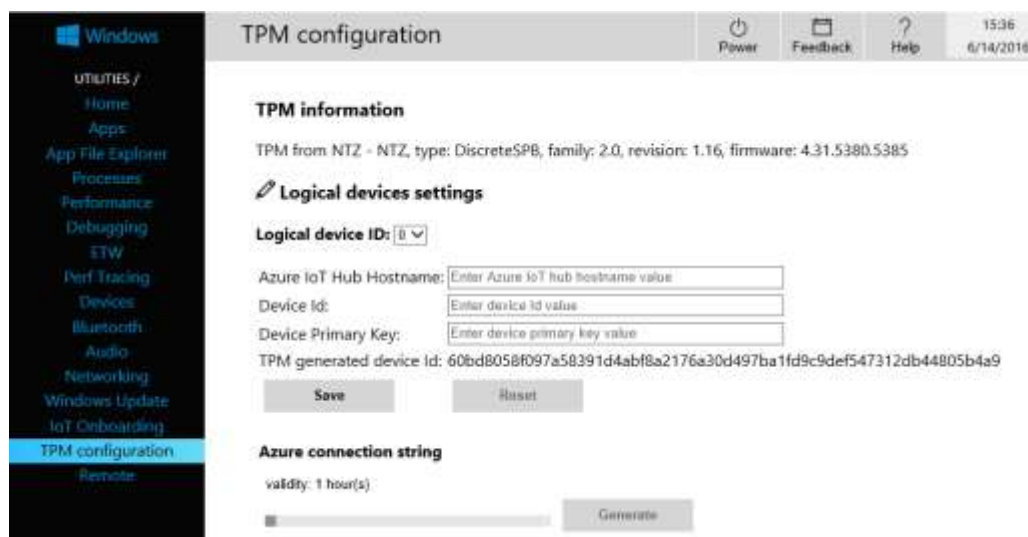 Windows
TPM configuration
Power
Feedback
Help
15:36
6/14/2016
UTILITIES /
Home
Apps
App File Explorer
Processes
Performance
Debugging
ETW
Perf Tracing
Devices
Bluetooth
Audio
Networking
Windows Update
IoT Onboarding
TPM configuration
Remote
TPM information
TPM from NTZ - NTZ, type: DiscreteSPB, family: 2.0, revision: 1.16, firmware: 4.31.5380.5385
Logical devices settings
Logical device ID: 0
Azure IoT Hub Hostname: Enter Azure IoT hub hostname value
Device Id: Enter device Id value
Device Primary Key: Enter device primary key value
TPM generated device Id: 60bd8058f097a58391d4abf8a2176a30d497ba1fd9c9def547312db44805b4a9
Save Reset
Azure connection string
validity: 1 hour(s)
Generate